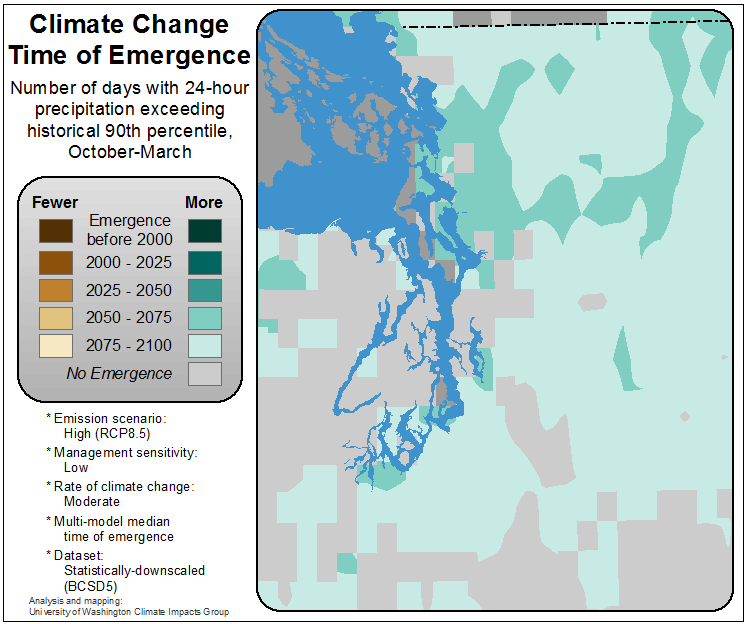 Climate Change
Time of Emergence
Number of days with 24-hour
precipitation exceeding
historical 90th percentile,
October-March
Fewer More
Emergence
before 2000
2000 - 2025
2025 - 2050
2050 - 2075
2075 - 2100
No Emergence
* Emission scenario:
High (RCP8.5)
* Management sensitivity:
Low
* Rate of climate change:
Moderate
* Multi-model median
time of emergence
* Dataset:
Statistically-downscaled
(BCSD5)
Analysis and mapping:
University of Washington Climate Impacts Group